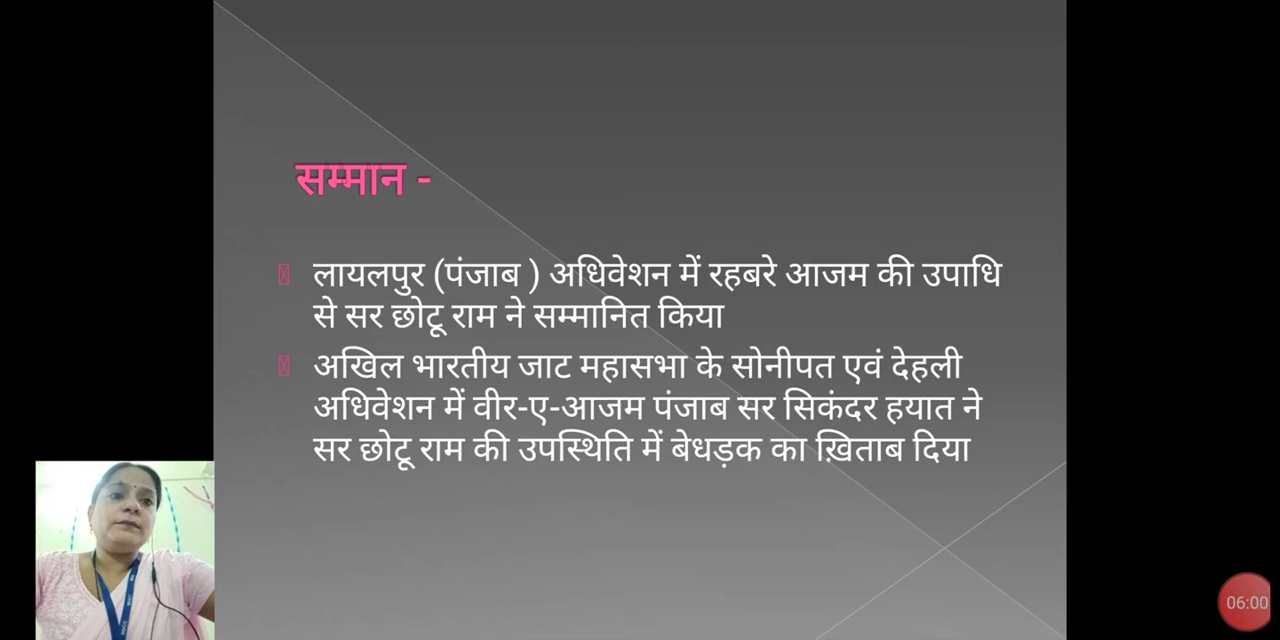 सम्मान -
लायलपुर (पंजाब ) अधिवेशन में रहबरे आजम की उपाधि
से सर छोटू राम ने सम्मानित किया
अखिल भारतीय जाट महासभा के सोनीपत एवं देहली
अधिवेशन में वीर-ए-आजम पंजाब सर सिकंदर हयात ने
सर छोटू राम की उपस्थिति में बेधड़क का ख़िताब दिया
06:00